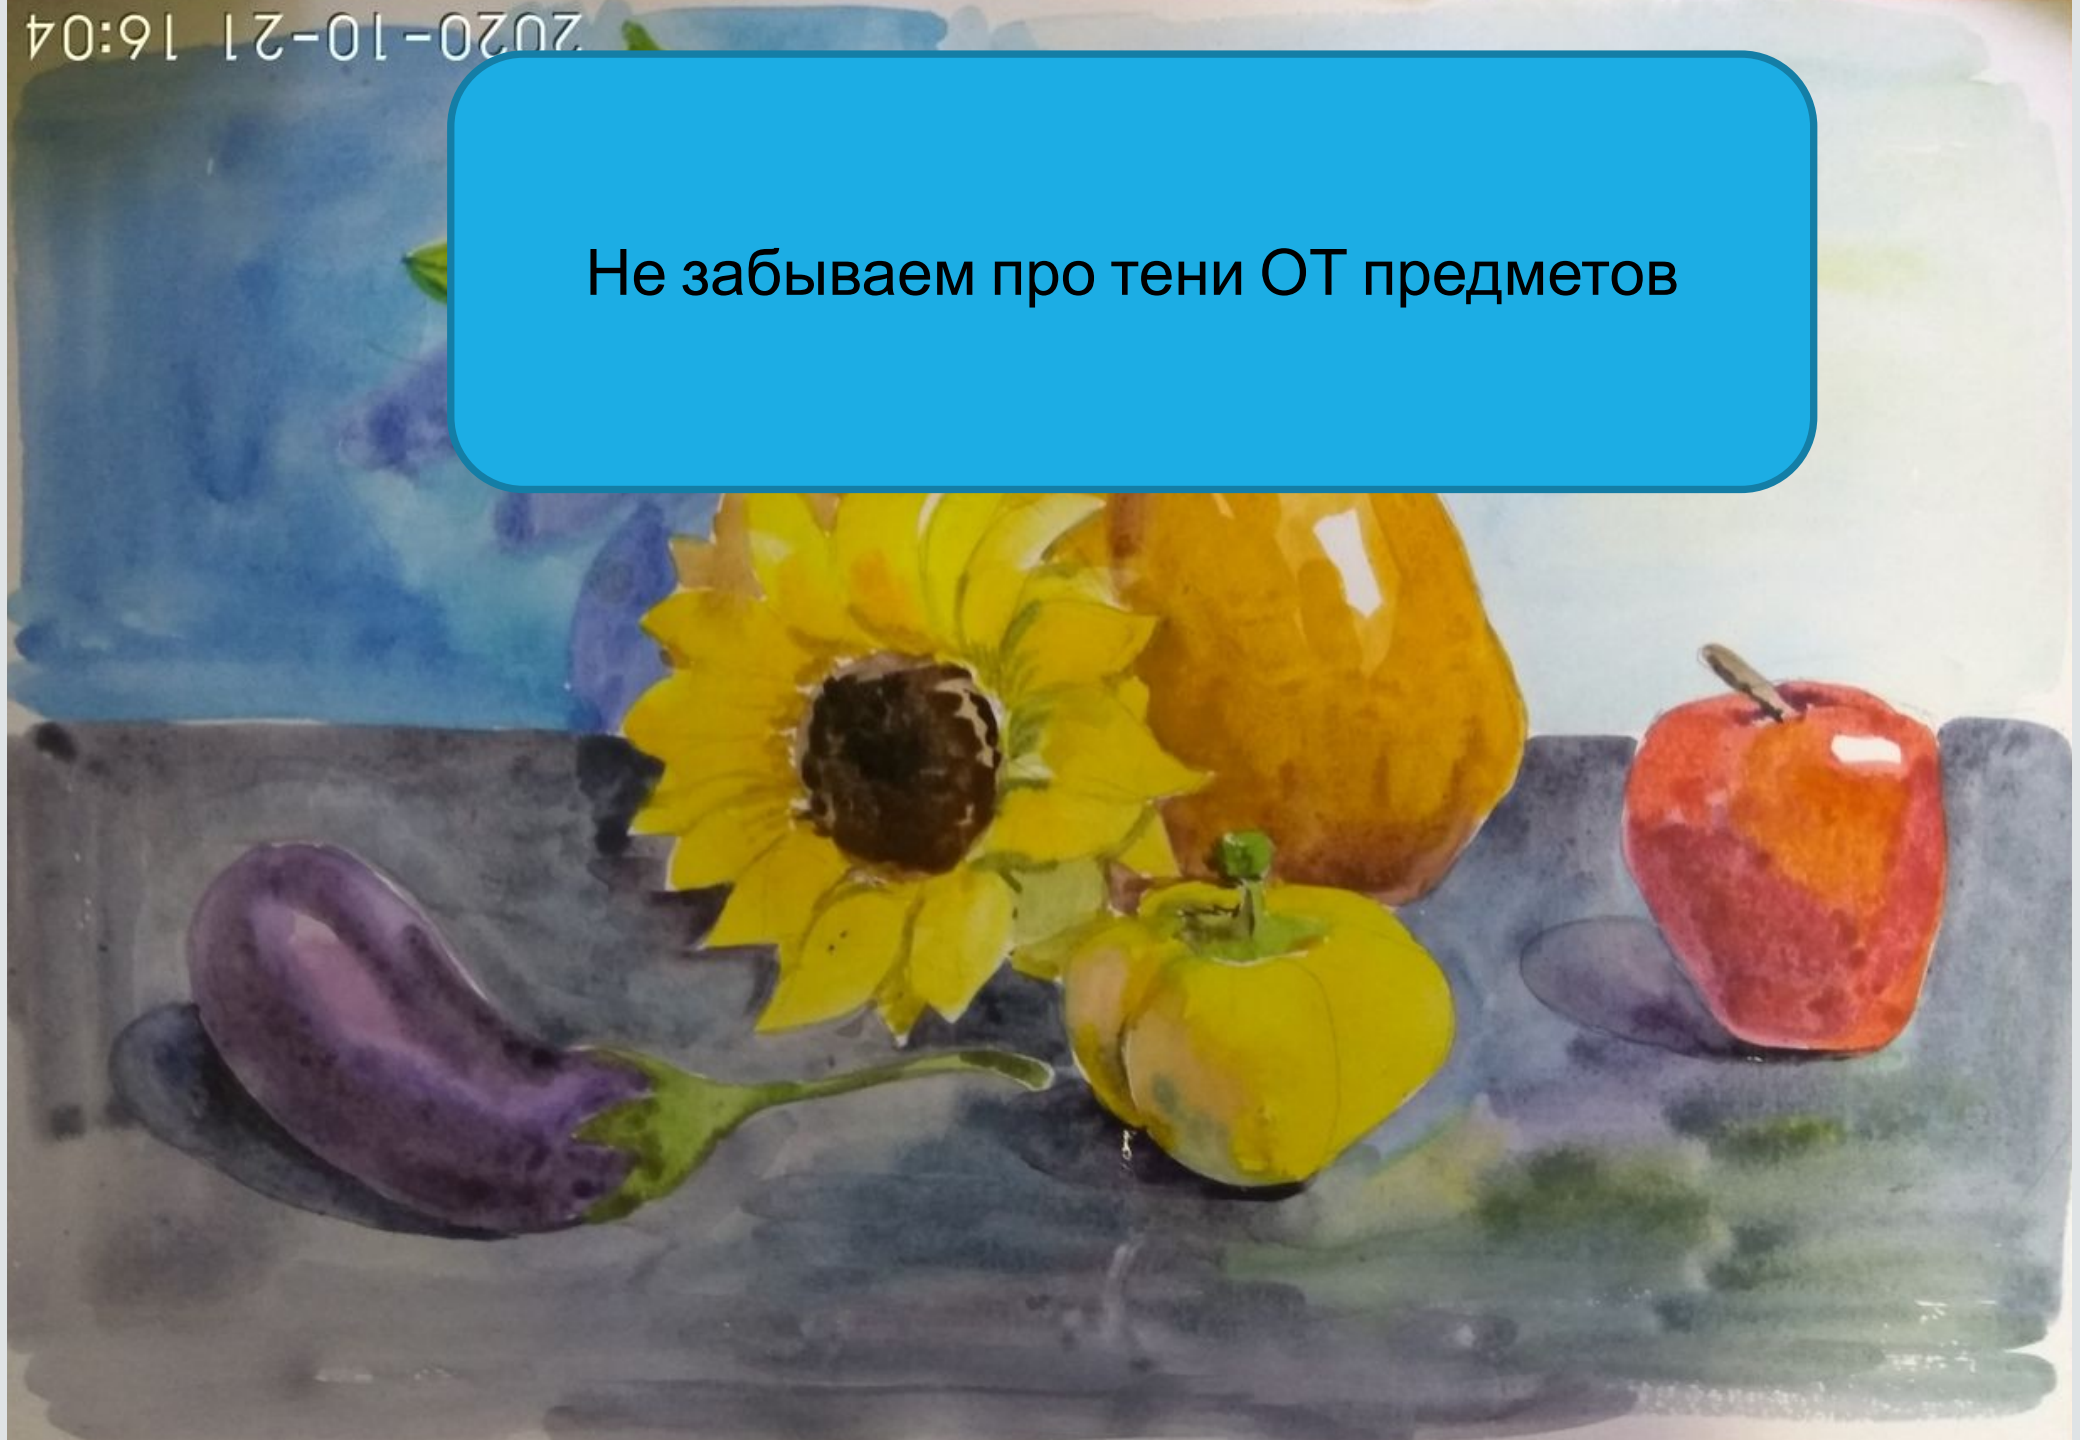 2020-10-21 16:04
Не забываем про тени ОТ предметов